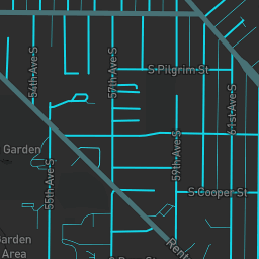 S Pilgrim St
54th Ave S
57th Ave S
61st Ave S
Garden
59th Ave S
55th Ave S
S Cooper St
Garden
Area
Rent